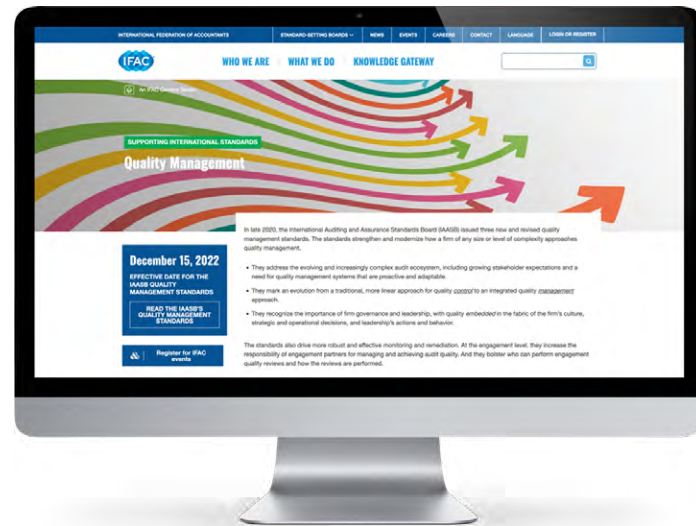 INTERNATIONAL FEDERATION OF ACCOUNTANTS
STANDARD-SETTING BOARDS
NEWS
EVENTS
CAREERS
CONTACT
LANGUAGE
LOGIN OR REGISTER
IFAC
WHO WE ARE
WHAT WE DO
KNOWLEDGE GATEWAY
An IFAC
SUPPORTING INTERNATIONAL STANDARDS
Quality Management
In late 2020, the International Auditing and Assurance Standards Board (IAASB) issued three new and revised quality
management standards. The standards strengthen and modernize how a firm of any size or level of complexity approaches
quality management.
• They address the evolving and increasingly complex audit ecosystem, including growing stakeholder expectations and a
need for quality management systems that are proactive and adaptable.
• They mark an evolution from a traditional, more linear approach for quality control to an integrated quality management
approach.
• They recognize the importance of firm governance and leadership, with quality embedded in the fabric of the firm's culture,
strategic and operational decisions, and leadership's actions and behavior.
The standards also drive more robust and effective monitoring and remediation. At the engagement level, they increase the
responsibility of engagement partners for managing and achieving audit quality. And they bolster who can perform engagement
quality reviews and how the reviews are performed.
December 15, 2022
EFFECTIVE DATE FOR THE
IAASB QUALITY
MANAGEMENT STANDARDS
READ THE IAASB'S
QUALITY MANAGEMENT
STANDARDS
Register for IFAC
events